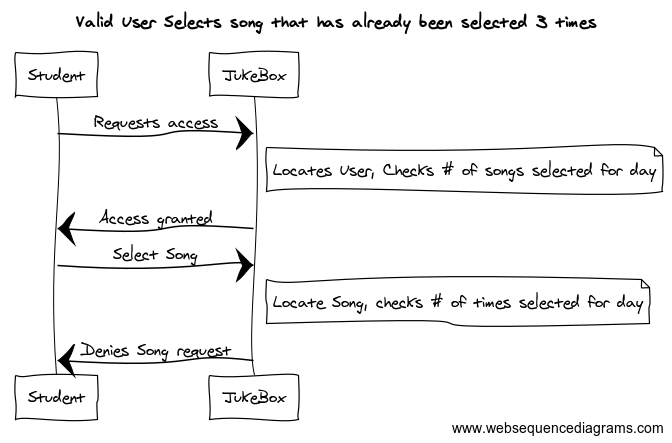 Valid User Selects song that has already been selected 3 times
Student
JukeBox
Requests access
Locates User, Checks # of songs selected for day
Access granted
Select Song
Locate Song, checks # of times selected for day
Denies Song request
Student
JukeBox
www.websequencediagrams.com